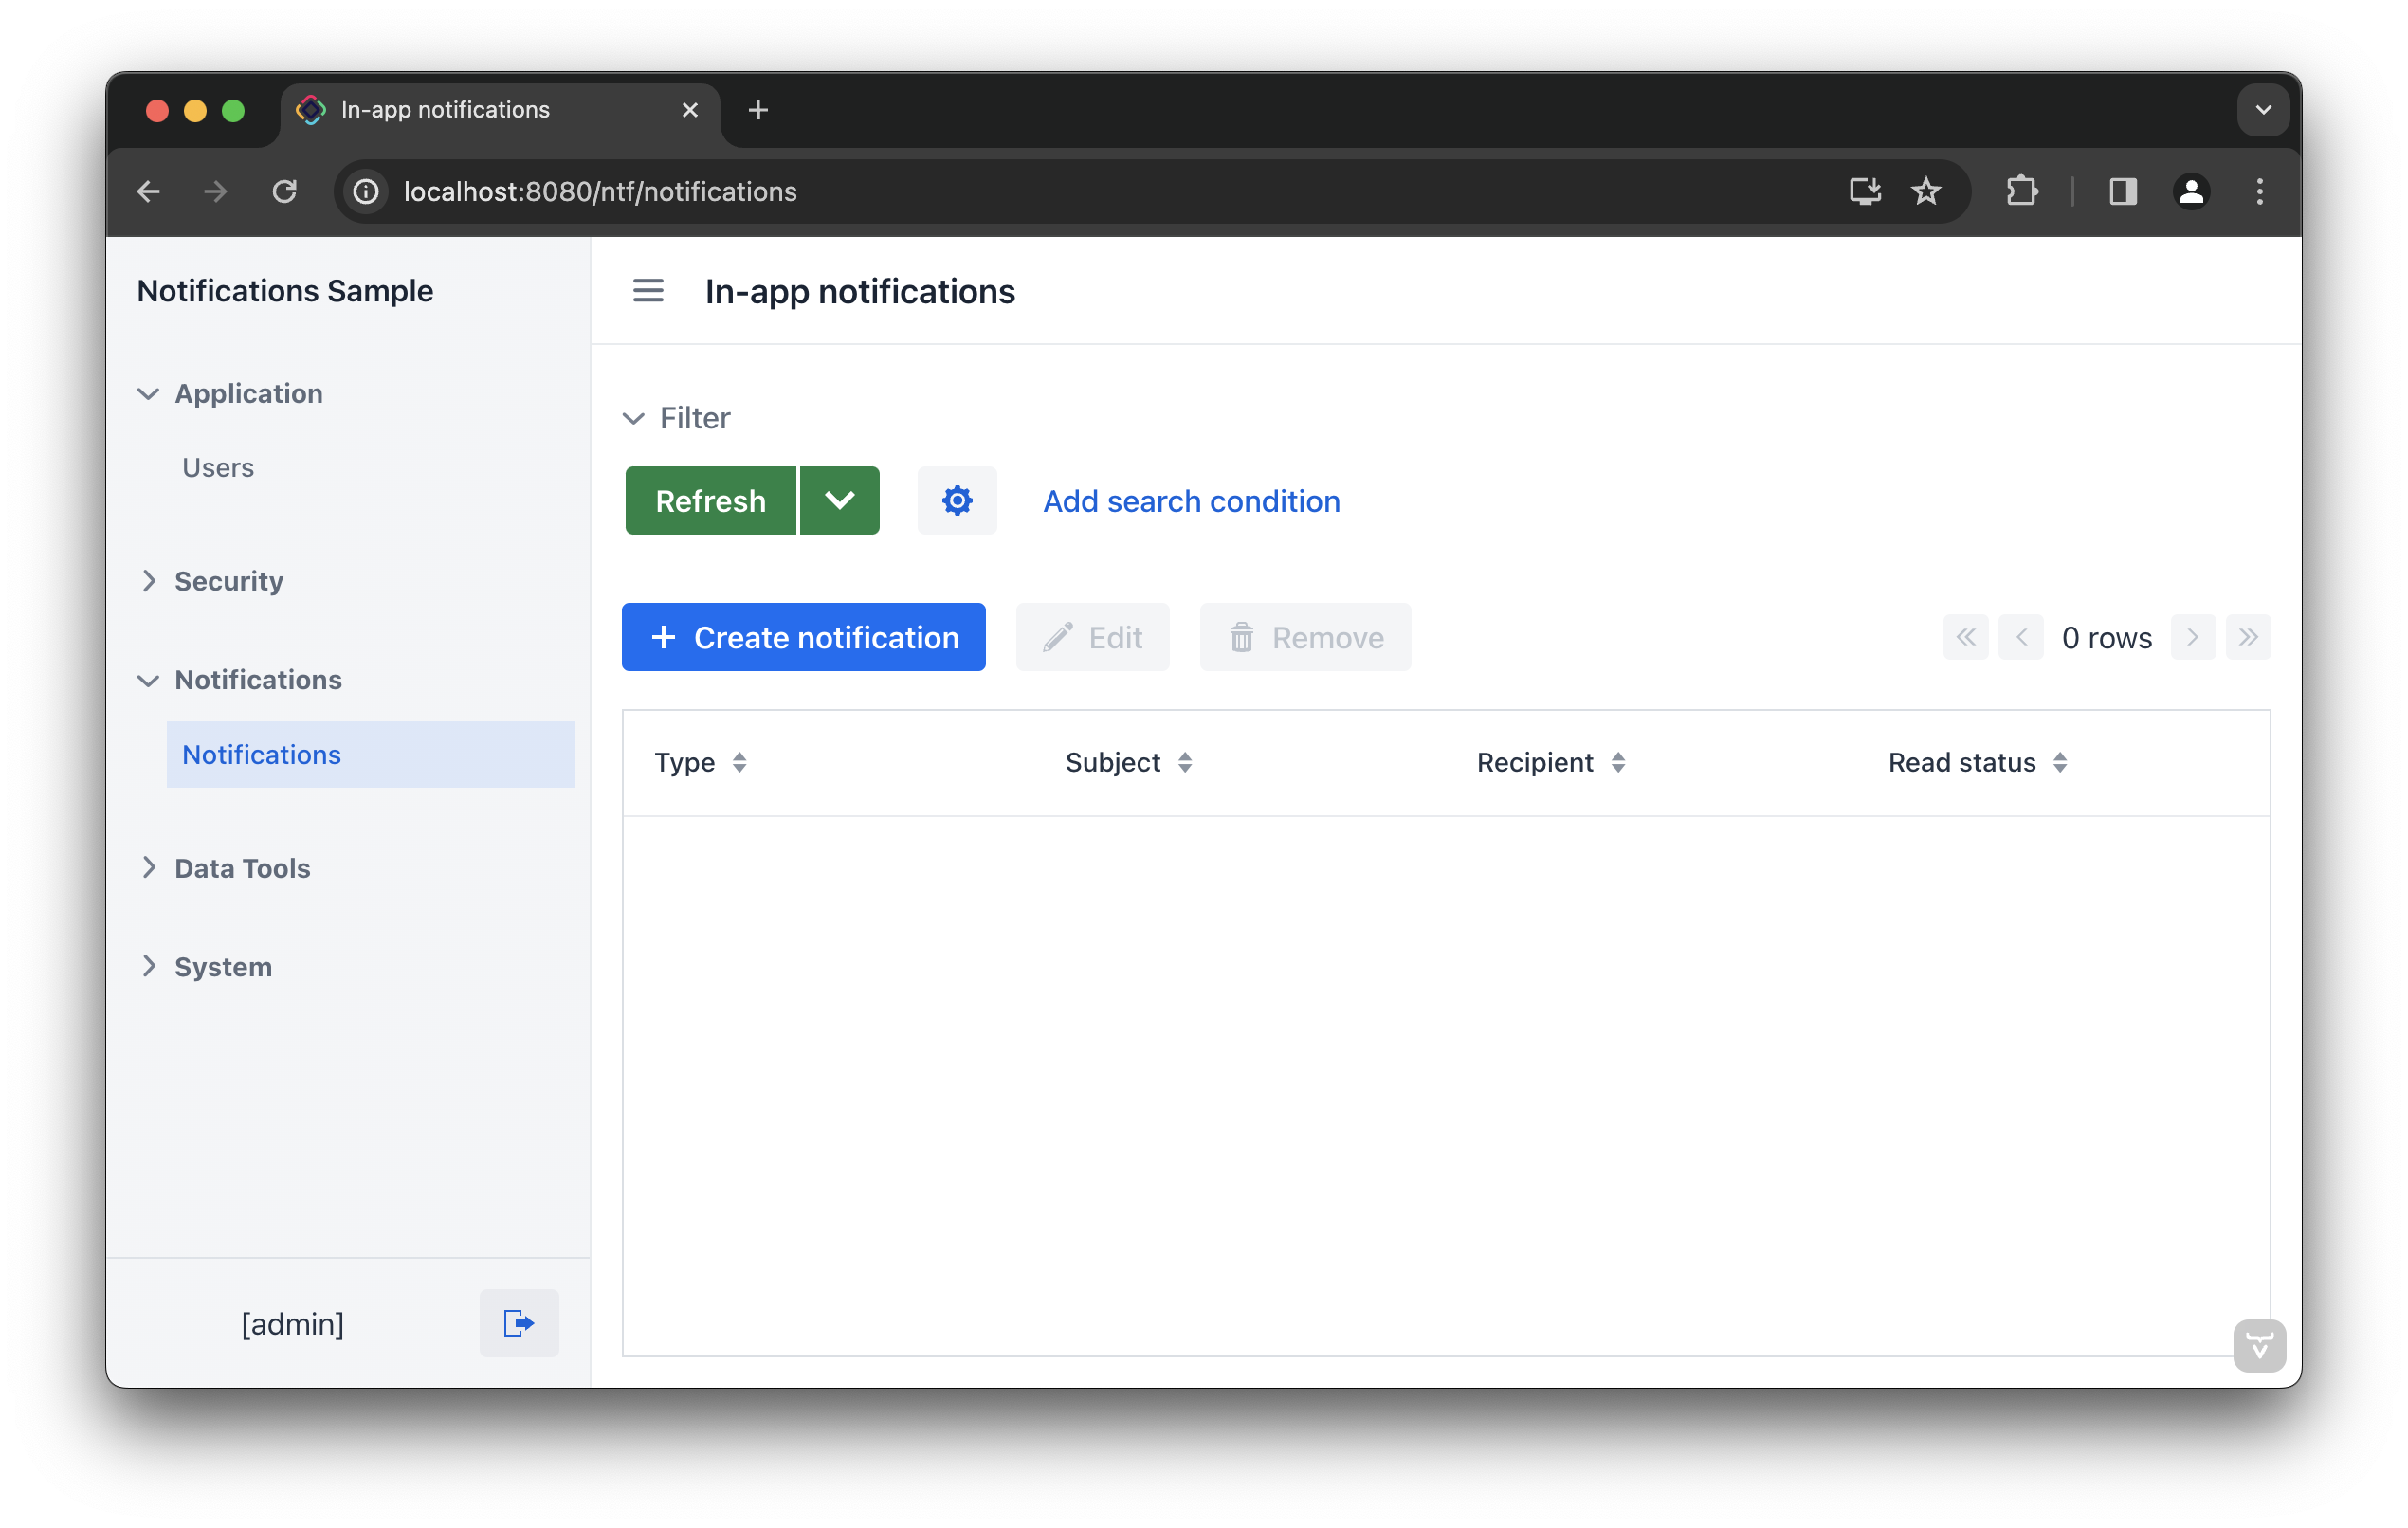 In-app notifications
localhost:8080/ntf/notifications
Notifications Sample
Application
Users
Security
Notifications
Notifications
Data Tools
System
[admin]
In-app notifications
Filter
Refresh
Add search condition
Create notification
Edit
Remove
0 rows
Type Subject Recipient Read status